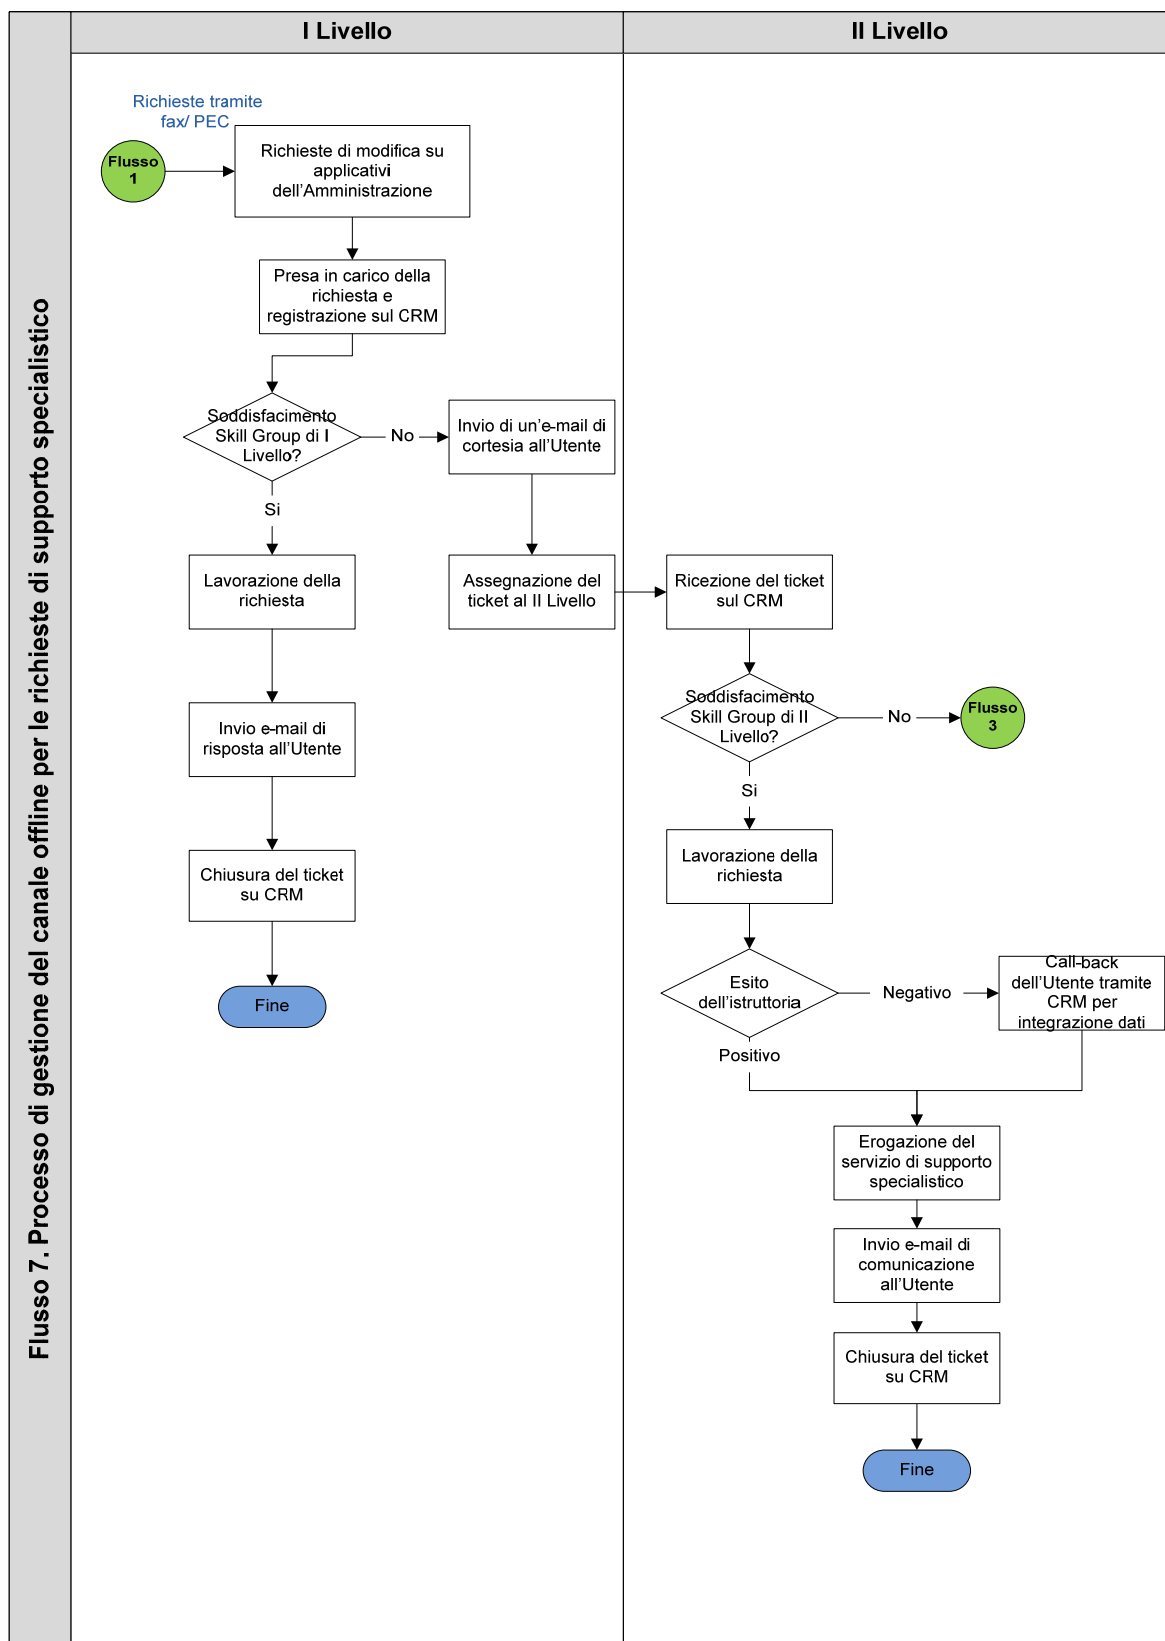 Flusso 7. Processo di gestione del canale offline per le richieste di supporto specialistico
I Livello
II Livello
Richieste tramite
fax/ PEC
Flusso
1
Richieste di modifica su
applicativi
dell'Amministrazione
Presa in carico della
richiesta e
registrazione sul CRM
Soddisfacimento
Skill Group di I
Livello?
No
Invio di un'e-mail di
cortesia all'Utente
Si
Lavorazione della
richiesta
Assegnazione del
ticket al II Livello
Ricezione del ticket
sul CRM
Invio e-mail di
risposta all'Utente
Soddisfacimento
Skill Group di II
Livello?
No
Flusso
3
Si
Chiusura del ticket
su CRM
Lavorazione della
richiesta
Fine
Esito
dell'istruttoria
Negativo
Call-back
dell'Utente tramite
CRM per
integrazione dati
Positivo
Erogazione del
servizio di supporto
specialistico
Invio e-mail di
comunicazione
all'Utente
Chiusura del ticket
su CRM
Fine